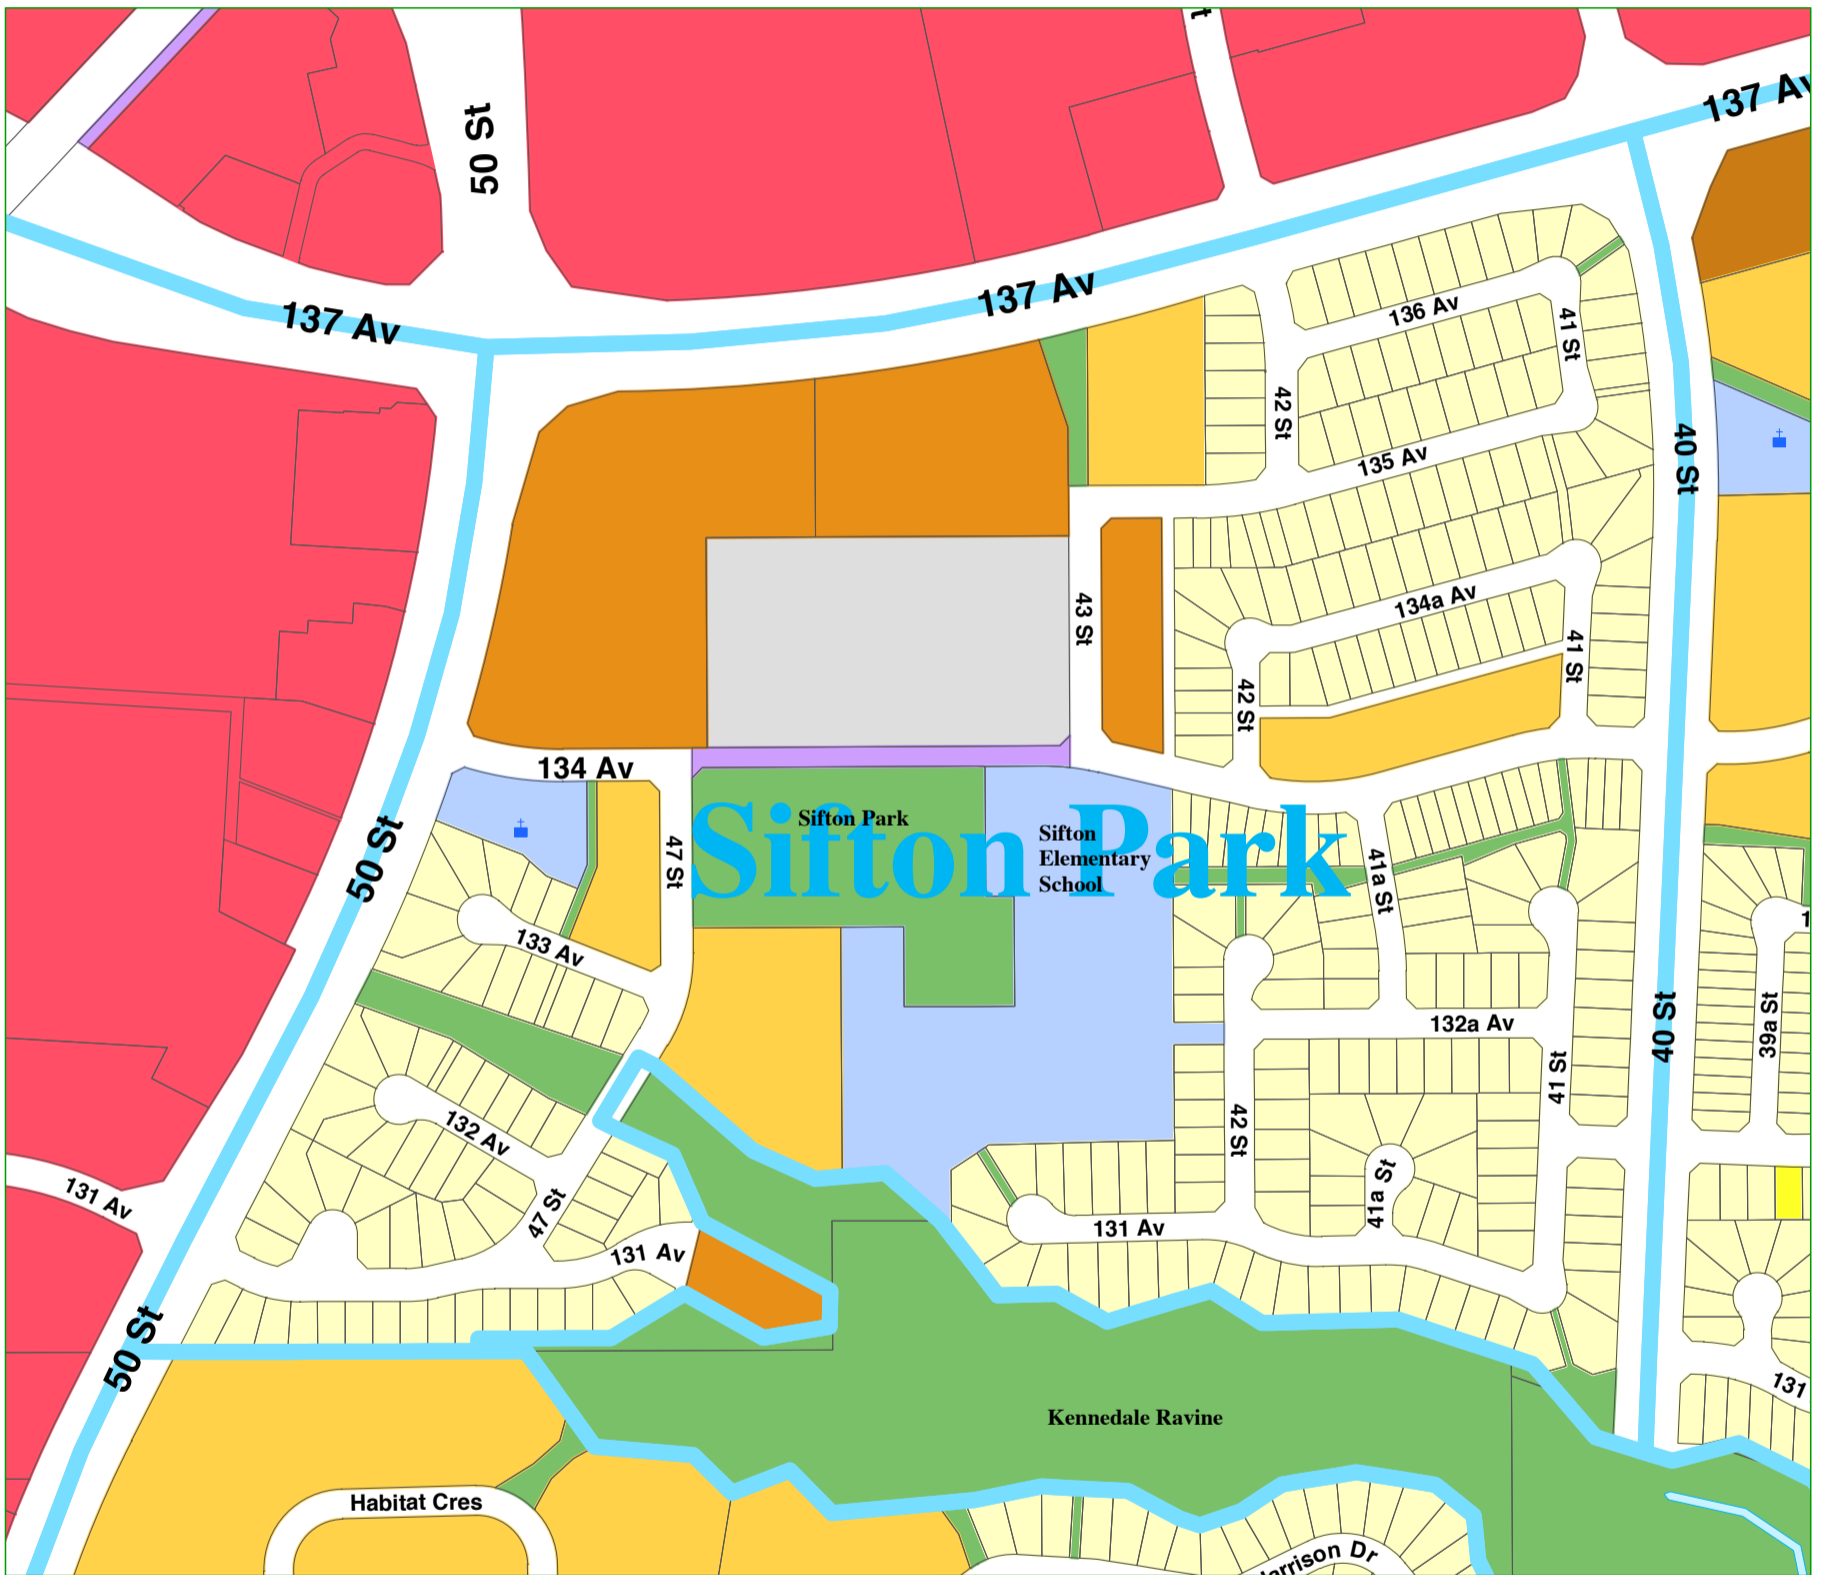 137 Av
50 St
137 Av
137 Av
136 Av
41 St
42 St
135 Av
40 St
134a Av
43 St
41 St
42 St
134 Av
Sifton Park
Sifton Park
Sifton
Elementary
School
47 St
50 St
41a St
133 Av
132a Av
40 St
39a St
41 St
132 Av
42 St
41a St
131 Av
47 St
131 Av
131 Av
50 St
131
Kennedale Ravine
Habitat Cres
Dr